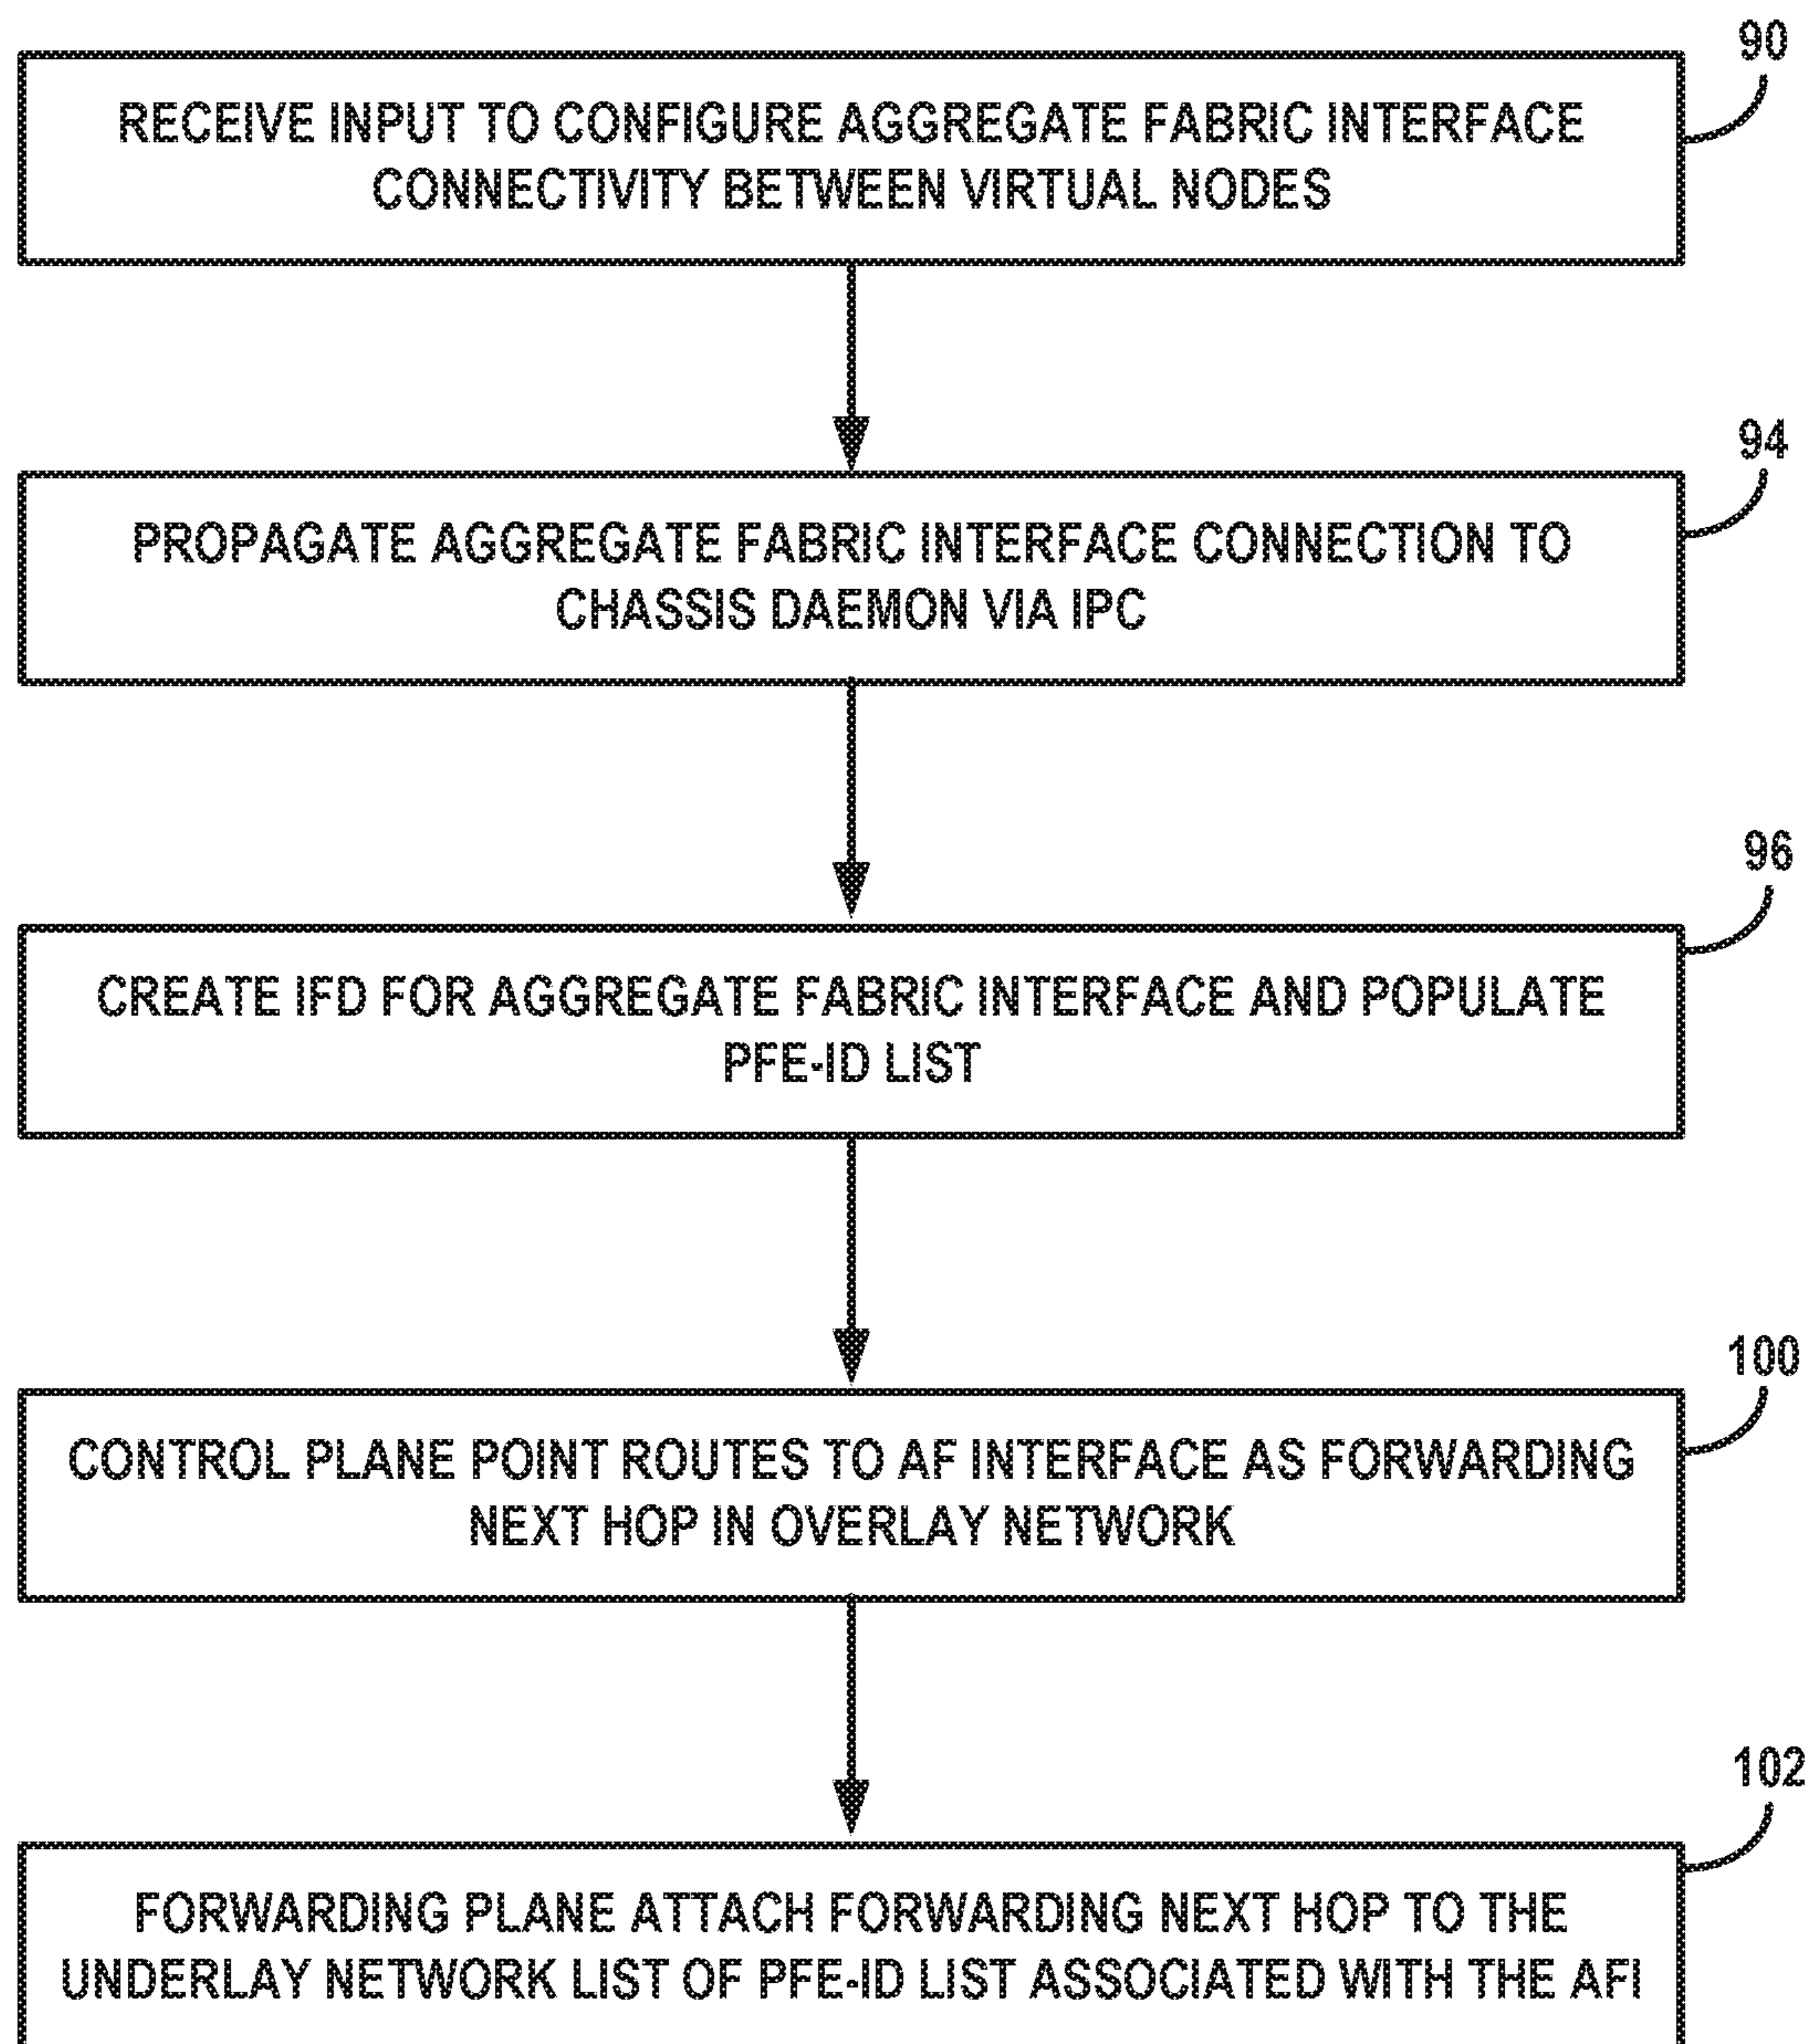 90
RECEIVE INPUT TO CONFIGURE AGGREGATE FABRIC INTERFACE
CONNECTIVITY BETWEEN VIRTUAL NODES
94
PROPAGATE AGGREGATE FABRIC INTERFACE CONNECTION TO
CHASSIS DAEMON VIA IPC
96
CREATE IFD FOR AGGREGATE FABRIC INTERFACE AND POPULATE
PFE-ID LIST
100
CONTROL PLANE POINT ROUTES TO AF INTERFACE AS FORWARDING
NEXT HOP IN OVERLAY NETWORK
102
FORWARDING PLANE ATTACH FORWARDING NEXT HOP TO THE
UNDERLAY NETWORK LIST OF PFE-ID LIST ASSOCIATED WITH THE AFI